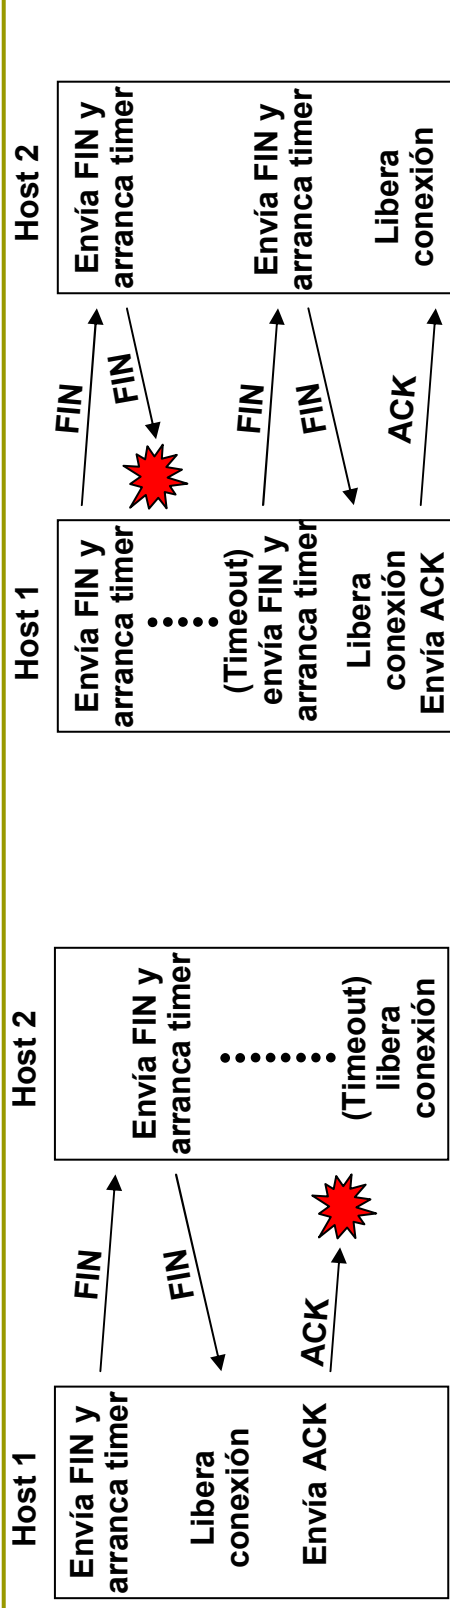 Host 1
Host 2
Envía FIN y
arranca timer
FIN
Envía FIN y
arranca timer
FIN
Libera
conexión
Envía ACK
ACK
(Timeout)
libera
conexión
Host 1
Host 2
Envía FIN y
arranca timer
FIN
Envía FIN y
arranca timer
FIN
(Timeout)
envía FIN y
arranca timer
FIN
Envía FIN y
arranca timer
FIN
Libera
conexión
Envía ACK
ACK
Libera
conexión